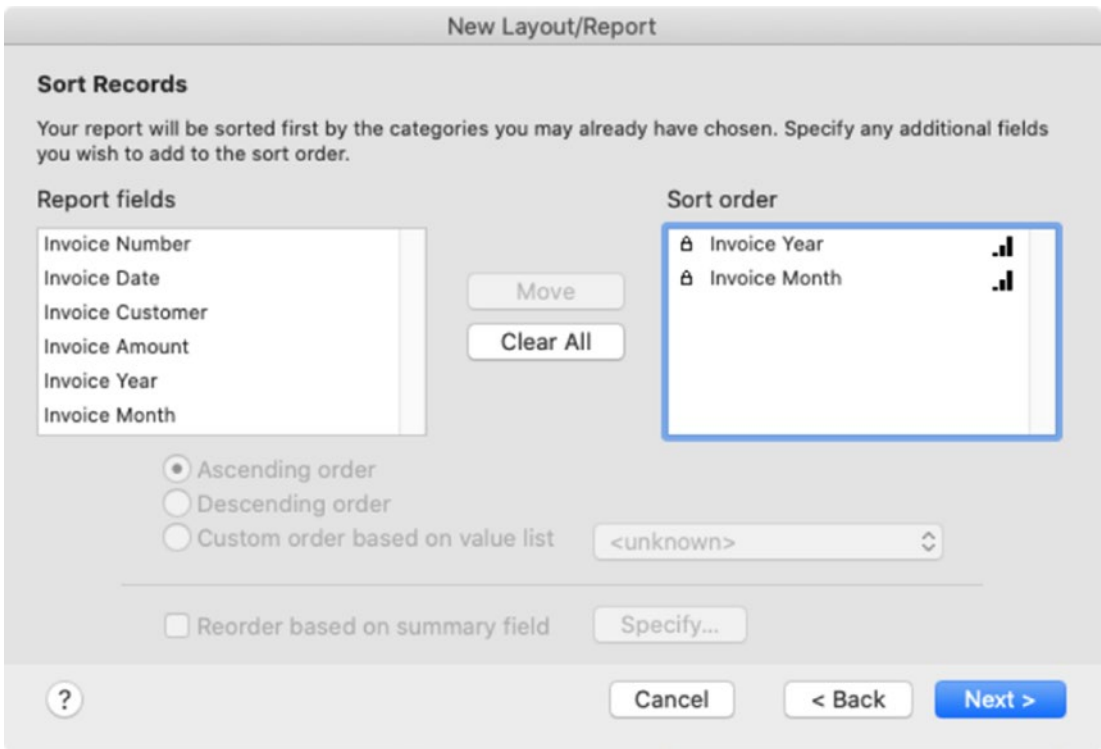 New Layout/Report
Sort Records
Your report will be sorted first by the categories you may already have chosen. Specify any additional fields
you wish to add to the sort order.
Report fields
Sort order
Invoice Number
Invoice Date
Invoice Customer
Invoice Amount
Invoice Year
Invoice Month
Move
Clear All
Invoice Year
Invoice Month
Ascending order
Descending order
Custom order based on value list
<unknown>
Reorder based on summary field
Specify...
?
Cancel
< Back
Next >